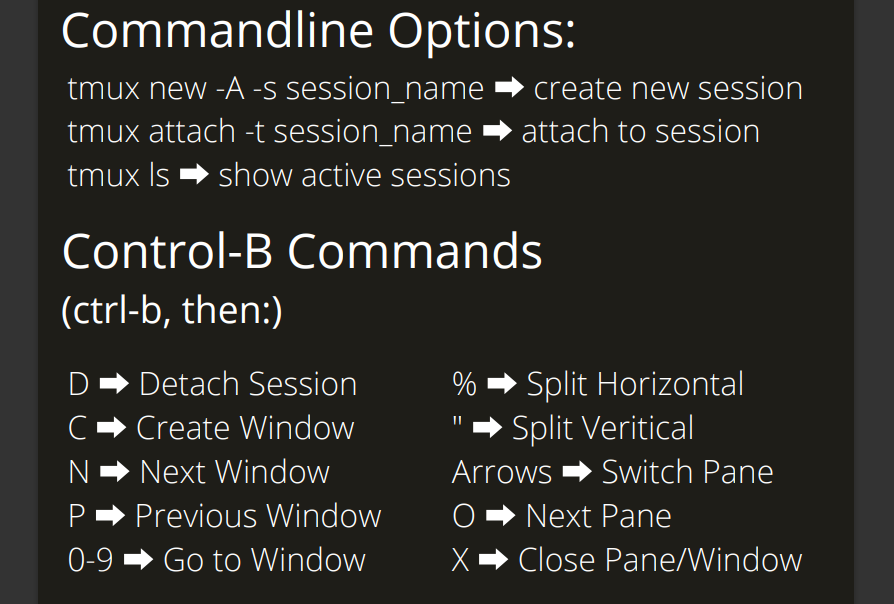 Commandline Options:
tmux new -A -s session_name ➡ create new session
tmux attach -t session_name ➡ attach to session
tmux ls ➡ show active sessions
Control-B Commands
(ctrl-b, then:)
D ➡ Detach Session
C ➡ Create Window
N ➡ Next Window
P ➡ Previous Window
0-9 ➡ Go to Window
% ➡ Split Horizontal
" ➡ Split Veritical
Arrows ➡ Switch Pane
O ➡ Next Pane
X ➡ Close Pane/Window